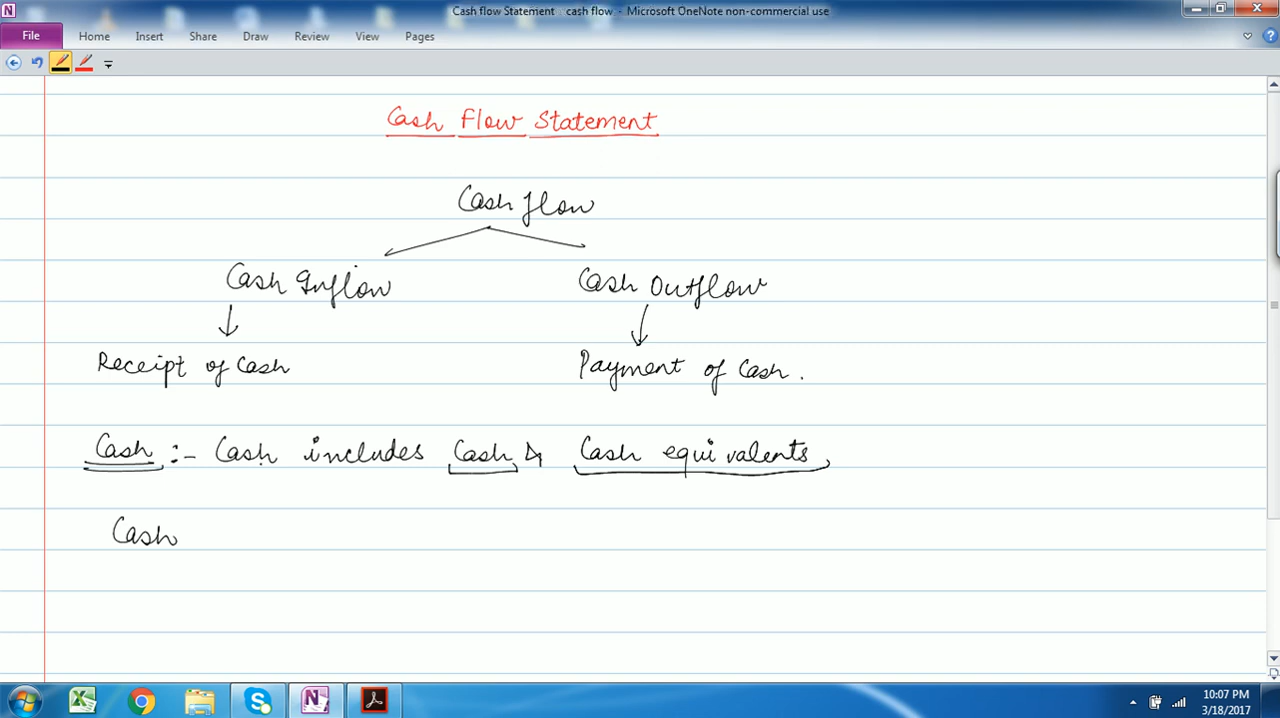 Cash flow Statement : cash flow - Microsoft OneNote non-commercial use
File Home Insert Share Draw Review View Pages
Cash Flow Statement
Cash flow
Cash Inflow Cash Outflow
Receipt of Cash Payment of Cash .
Cash :- Cash includes Cash & Cash equivalents
Cash
10:07 PM
3/18/2017